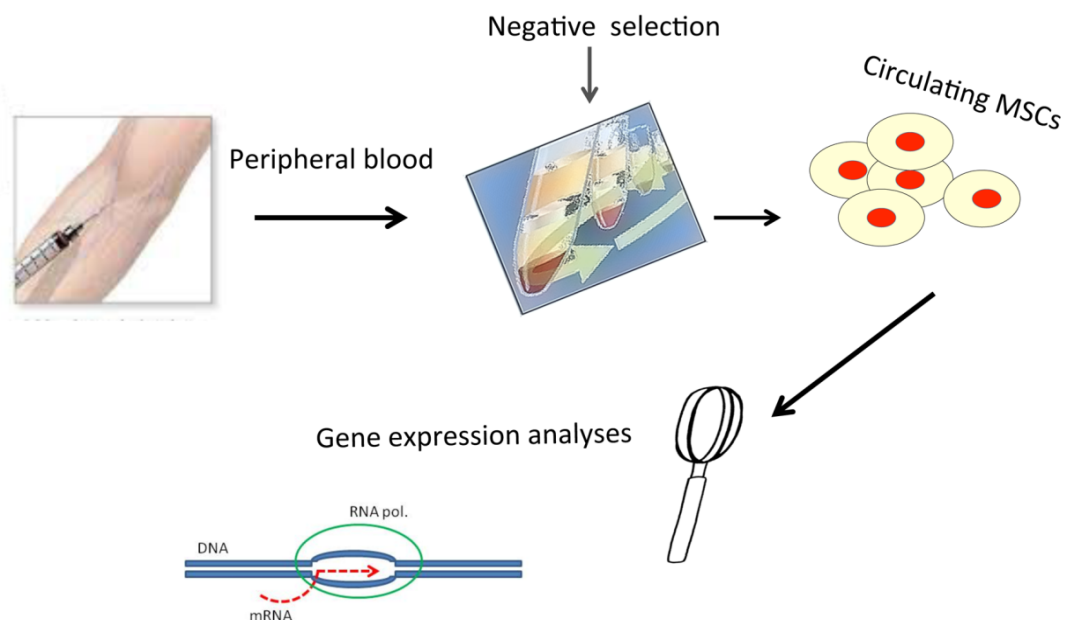 Negative selection
Circulating MSCs
Peripheral blood
Gene expression analyses
RNA pol.
DNA
mRNA